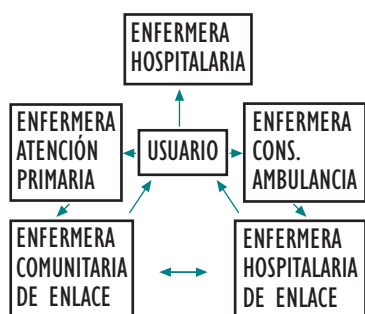 ENFERMERA
HOSPITALARIA
ENFERMERA
ATENCIÓN
PRIMARIA
USUARIO
ENFERMERA
CONS.
AMBULANCIA
ENFERMERA
COMUNITARIA
DE ENLACE
ENFERMERA
HOSPITALARIA
DE ENLACE